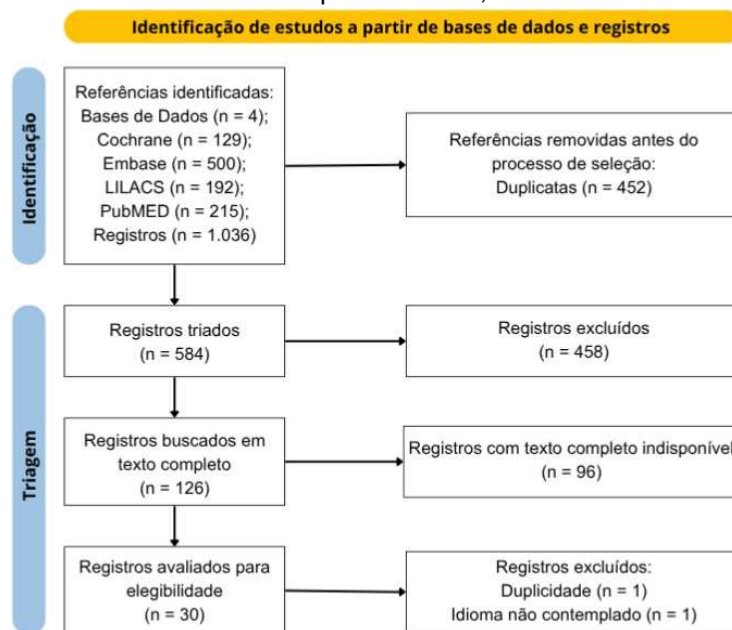 Identificação de estudos a partir de bases de dados e registros
Identificação
Referências identificadas:
Bases de Dados (n = 4);
Cochrane (n = 129);
Embase (n = 500);
LILACS (n = 192);
PubMED (n = 215);
Registros (n = 1.036)
Referências removidas antes do
processo de seleção:
Duplicatas (n = 452)
Triagem
Registros triados
(n = 584)
Registros excluídos
(n = 458)
Registros buscados em
texto completo
(n = 126)
Registros com texto completo indisponível
(n = 96)
Registros avaliados para
elegibilidade
(n = 30)
Registros excluídos:
Duplicidade (n = 1)
Idioma não contemplado (n = 1)